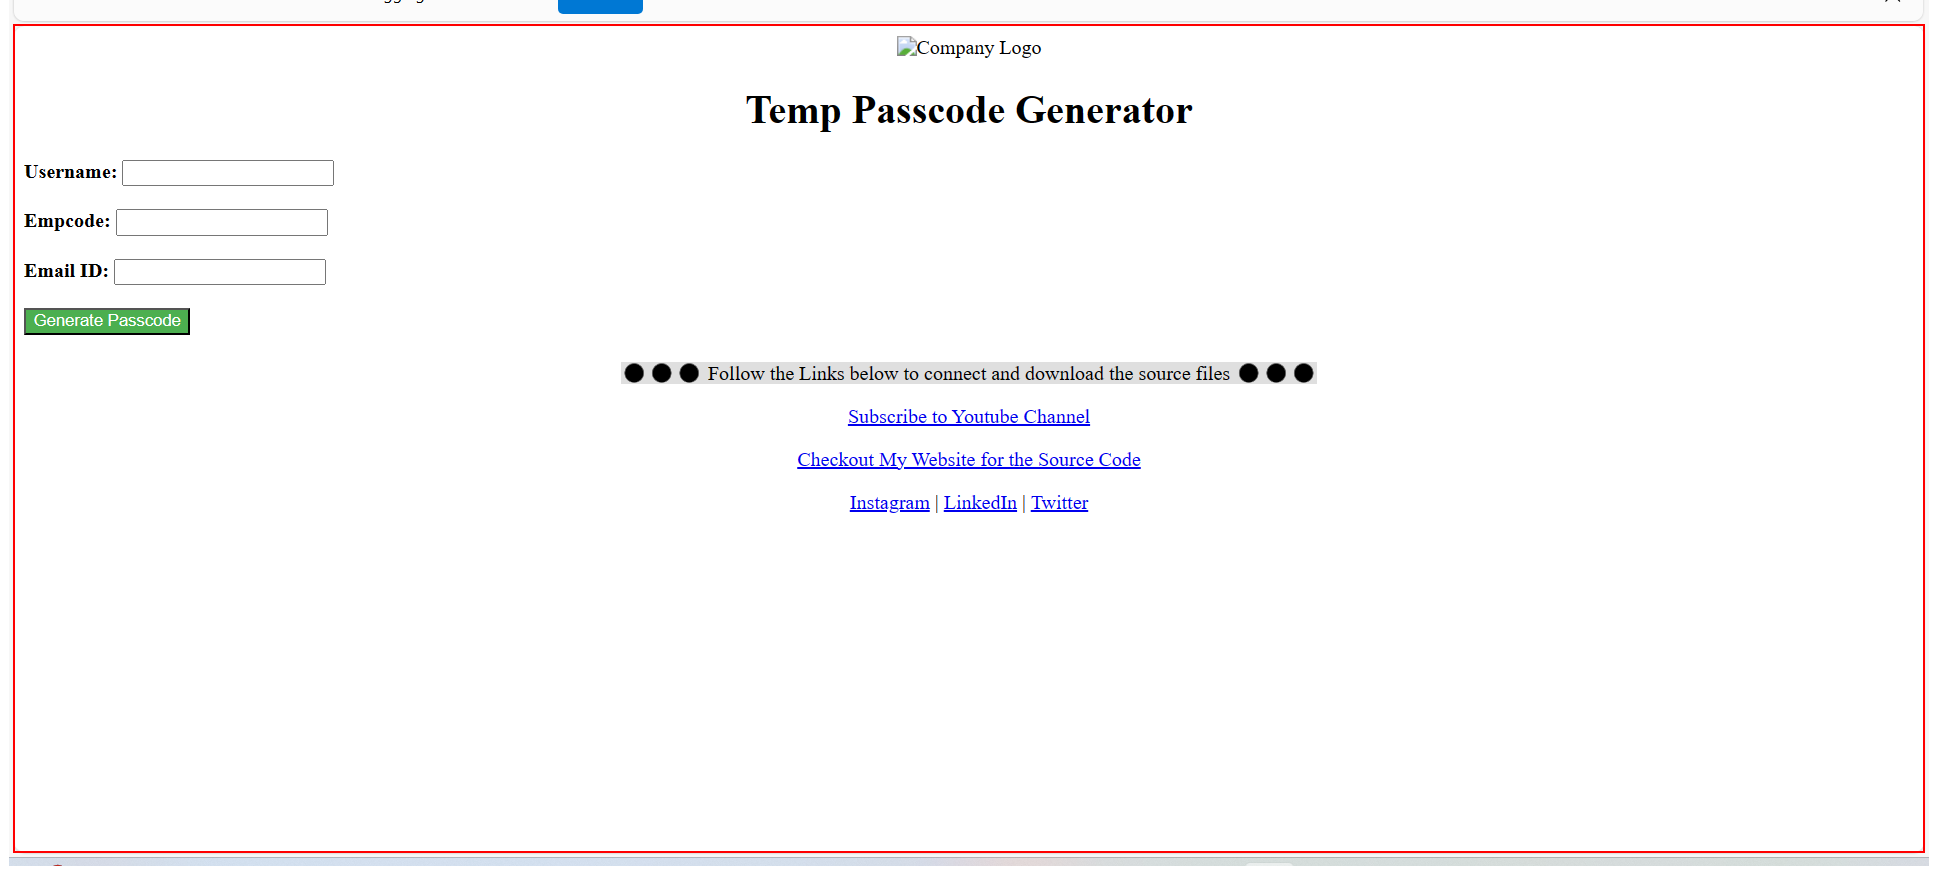 Company Logo
Temp Passcode Generator
Username:
Empcode:
Email ID:
Generate Passcode
⚫ ⚫ ⚫ Follow the Links below to connect and download the source files ⚫ ⚫ ⚫
Subscribe to Youtube Channel
Checkout My Website for the Source Code
Instagram | LinkedIn | Twitter